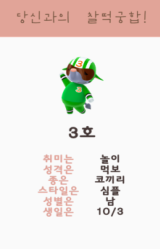 당신과의 찰떡궁합!
3
3호
취미는 놀이
성격은 먹보
종은 코끼리
스타일은 심플
성별은 남
생일은 10/3